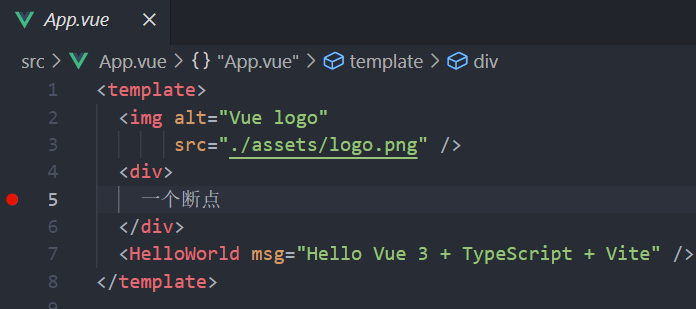 App.vue ×
src > App.vue > {} "App.vue" > template > div
1 <template>
2 <img alt="Vue logo"
3 src="./assets/logo.png" />
4 <div>
5 一个断点
6 </div>
7 <HelloWorld msg="Hello Vue 3 + TypeScript + Vite" />
8 </template>
9